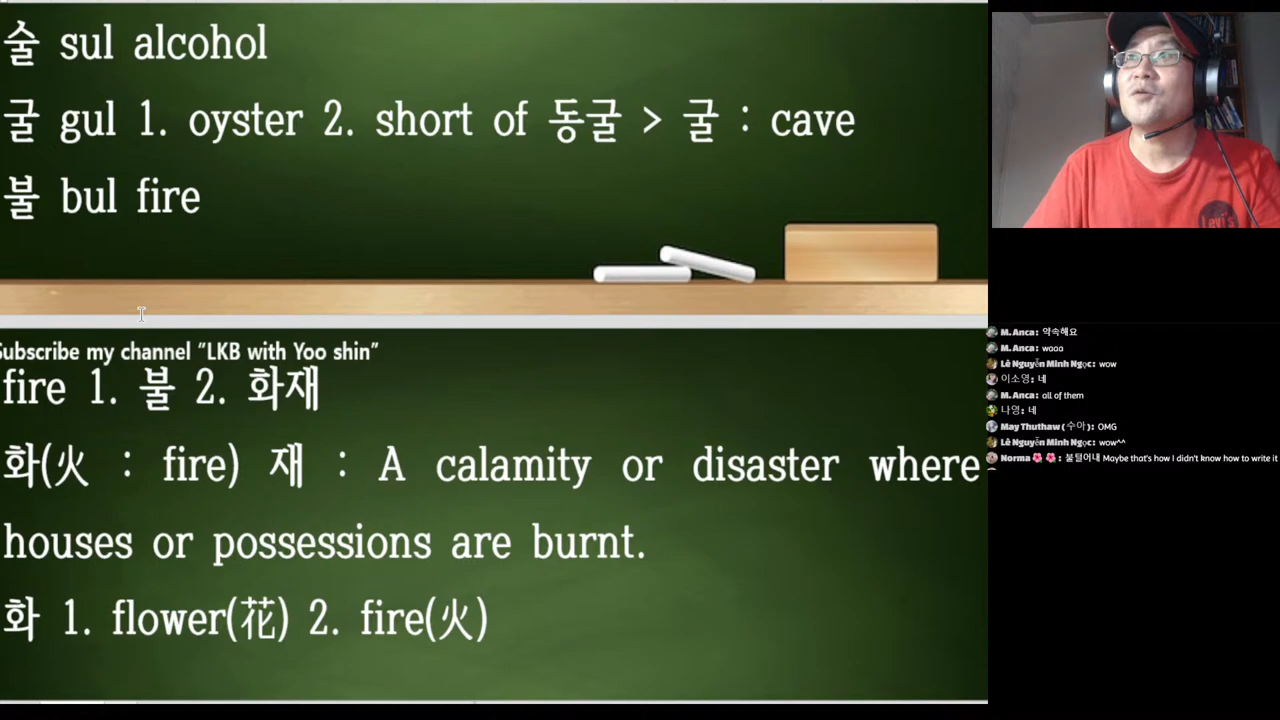 술 sul alcohol
굴 gul 1. oyster 2. short of 동굴 > 굴 : cave
불 bul fire
Subscribe my channel “LKB with Yoo shin”
fire 1. 불 2. 화재
화(火 : fire) 재 : A calamity or disaster where
houses or possessions are burnt.
화 1. flower(花) 2. fire(火)
Levi's
M. Anca: 약속해요
M. Anca: waaa
Lê Nguyễn Minh Ngọc: wow
이소영: 네
M. Anca: all of them
나영: 네
May Thuthaw (수아): OMG
Lê Nguyễn Minh Ngọc: wow^^
Norma🌺 🌺: 불털어내 Maybe that's how I didn't know how to write it